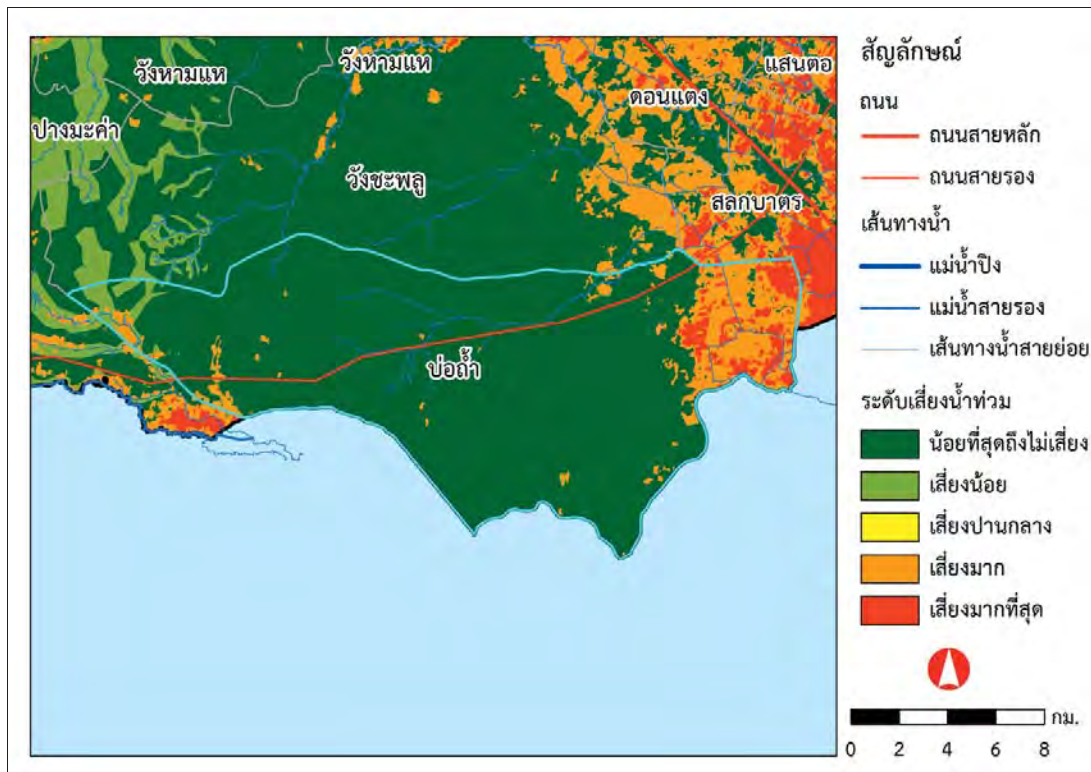 วังหามแห
วังหามแห
แสนตอ
ดอนแตง
ปางมะค่า
วังชะพลู
สลกบาตร
บ่อถ้ำ
สัญลักษณ์
ถนน
ถนนสายหลัก
ถนนสายรอง
เส้นทางน้ำ
แม่น้ำปิง
แม่น้ำสายรอง
เส้นทางน้ำสายย่อย
ระดับเสี่ยงน้ำท่วม
น้อยที่สุดถึงไม่เสี่ยง
เสี่ยงน้อย
เสี่ยงปานกลาง
เสี่ยงมาก
เสี่ยงมากที่สุด
กม.
0 2 4 6 8